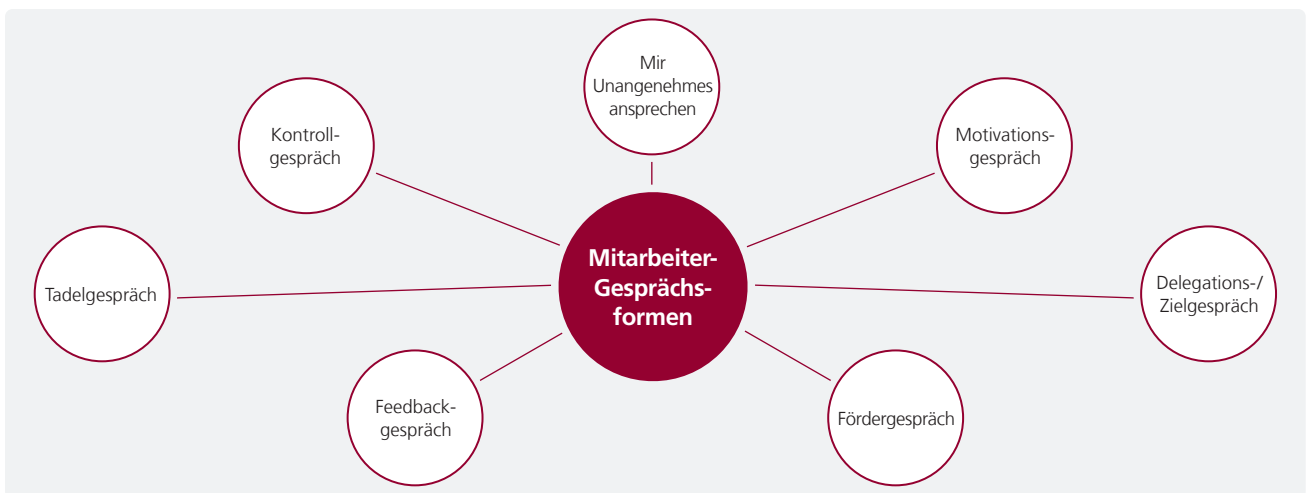 Mir
Unangenehmes
ansprechen
Kontroll-
gespräch
Motivations-
gespräch
Tadelgespräch
Mitarbeiter-
Gesprächs-
formen
Delegations-/
Zielgespräch
Feedback-
gespräch
Fördergespräch